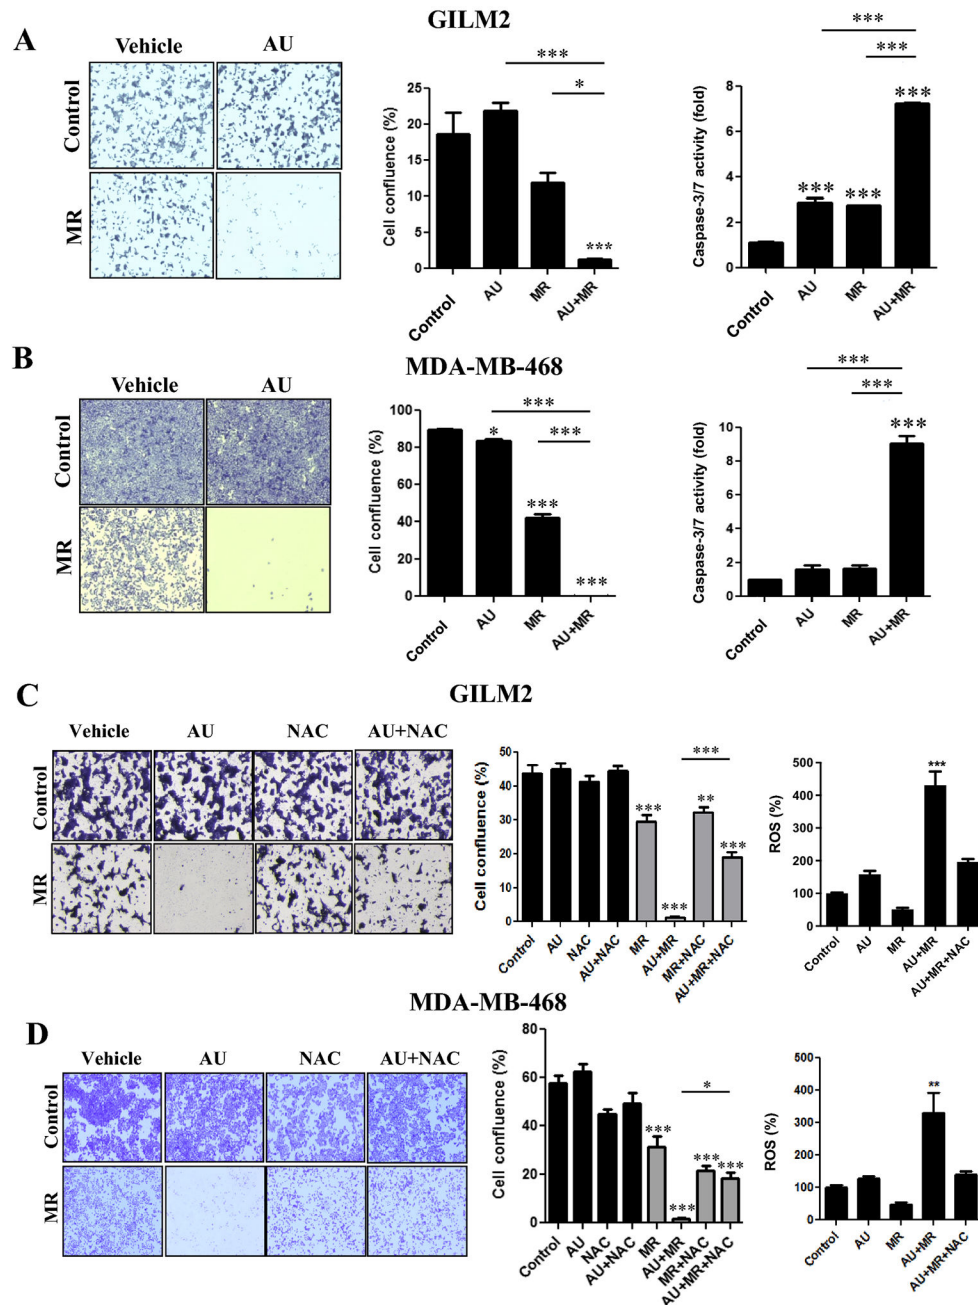 GILM2
A
Vehicle AU
Control
MR
***
*
Cell confluence (%)
25
20
15
10
5
0
***
Control AU MR AU+MR
***
***
Caspase-3/7 activity (fold)
8
6
4
2
0
*** *** ***
Control AU MR AU+MR
MDA-MB-468
B
Vehicle AU
Control
MR
***
***
Cell confluence (%)
100
80
60
40
20
0
* *** ***
Control AU MR AU+MR
***
***
Caspase-3/7 activity (fold)
12
10
8
6
4
2
0
***
Control AU MR AU+MR
GILM2
C
Vehicle AU NAC AU+NAC
Control
MR
***
Cell confluence (%)
50
40
30
20
10
0
*** *** ** ***
Control AU NAC AU+NAC MR AU+MR MR+NAC AU+MR+NAC
ROS (%)
500
400
300
200
100
0
***
Control AU MR AU+MR AU+MR+NAC
MDA-MB-468
D
Vehicle AU NAC AU+NAC
Control
MR
*
Cell confluence (%)
80
60
40
20
0
*** *** *** ***
Control AU NAC AU+NAC MR AU+MR MR+NAC AU+MR+NAC
ROS (%)
500
400
300
200
100
0
**
Control AU MR AU+MR AU+MR+NAC